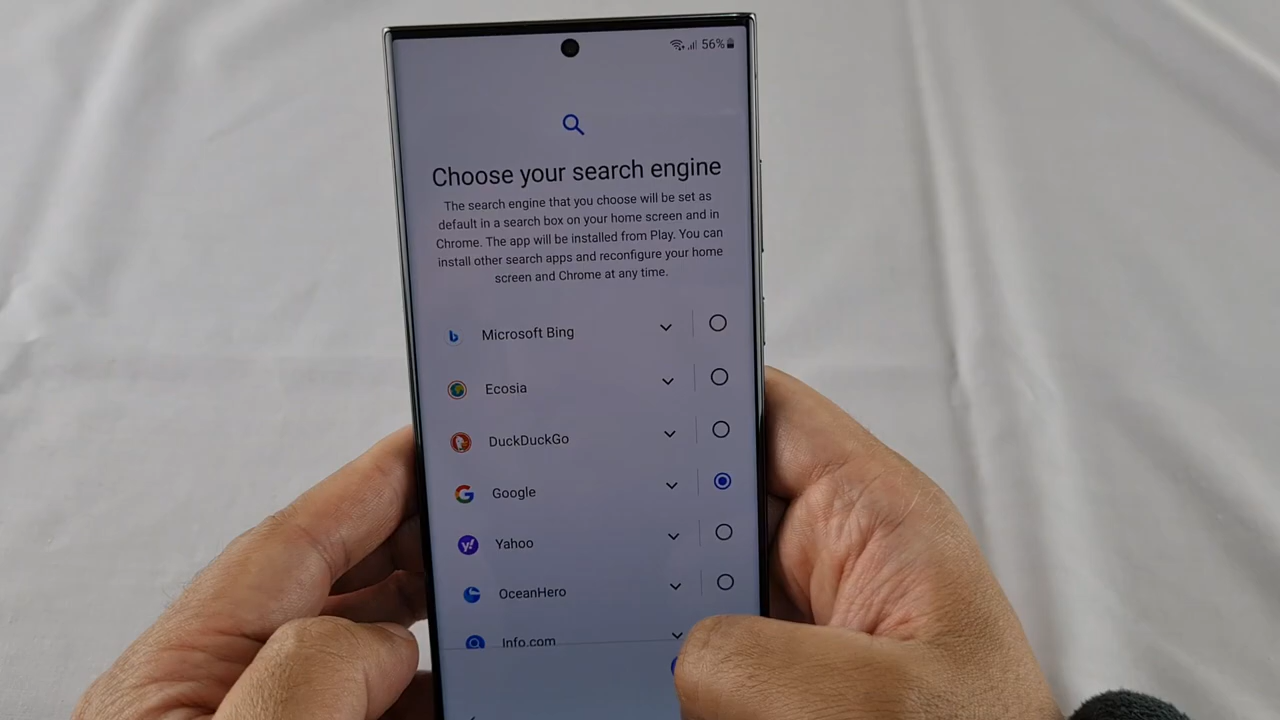 56%
Choose your search engine
The search engine that you choose will be set as
default in a search box on your home screen and in
Chrome. The app will be installed from Play. You can
install other search apps and reconfigure your home
screen and Chrome at any time.
Microsoft Bing
Ecosia
DuckDuckGo
Google
Yahoo
OceanHero
Info.com